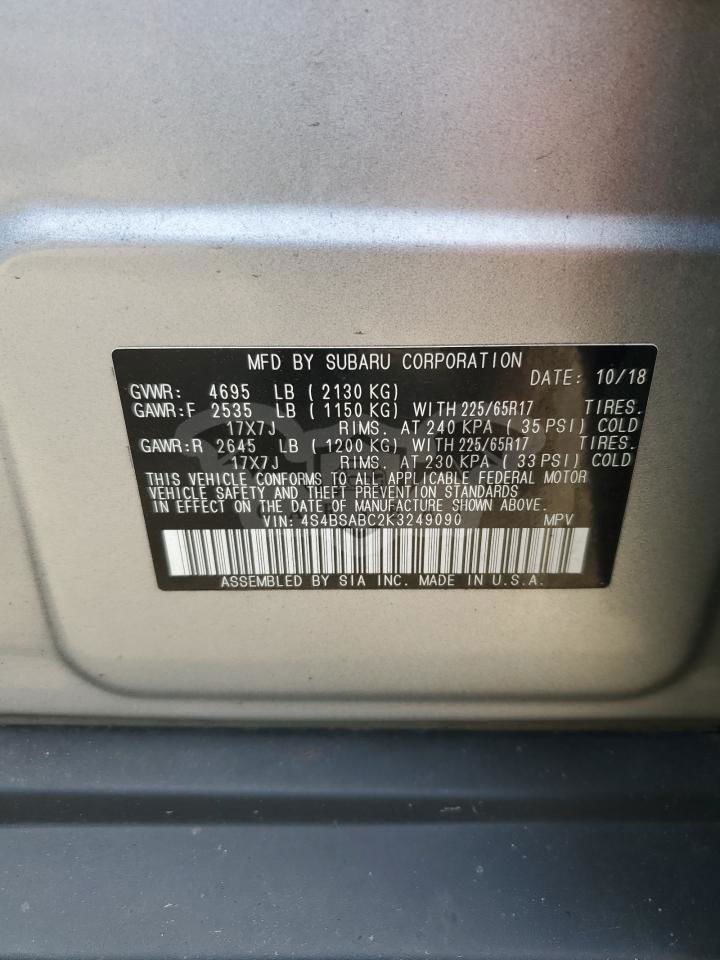 MFD BY SUBARU CORPORATION
DATE: 10/18
GVWR: 4695 LB ( 2130 KG)
GAWR:F 2535 LB ( 1150 KG) WITH 225/65R17 TIRES.
17X7J RIMS. AT 240 KPA ( 35 PSI) COLD
GAWR:R 2645 LB ( 1200 KG) WITH 225/65R17 TIRES.
17X7J RIMS. AT 230 KPA ( 33 PSI) COLD
THIS VEHICLE CONFORMS TO ALL APPLICABLE FEDERAL MOTOR
VEHICLE SAFETY AND THEFT PREVENTION STANDARDS
IN EFFECT ON THE DATE OF MANUFACTURE SHOWN ABOVE.
VIN: 4S4BSABC2K3249090 MPV
ASSEMBLED BY SIA INC. MADE IN U.S.A.